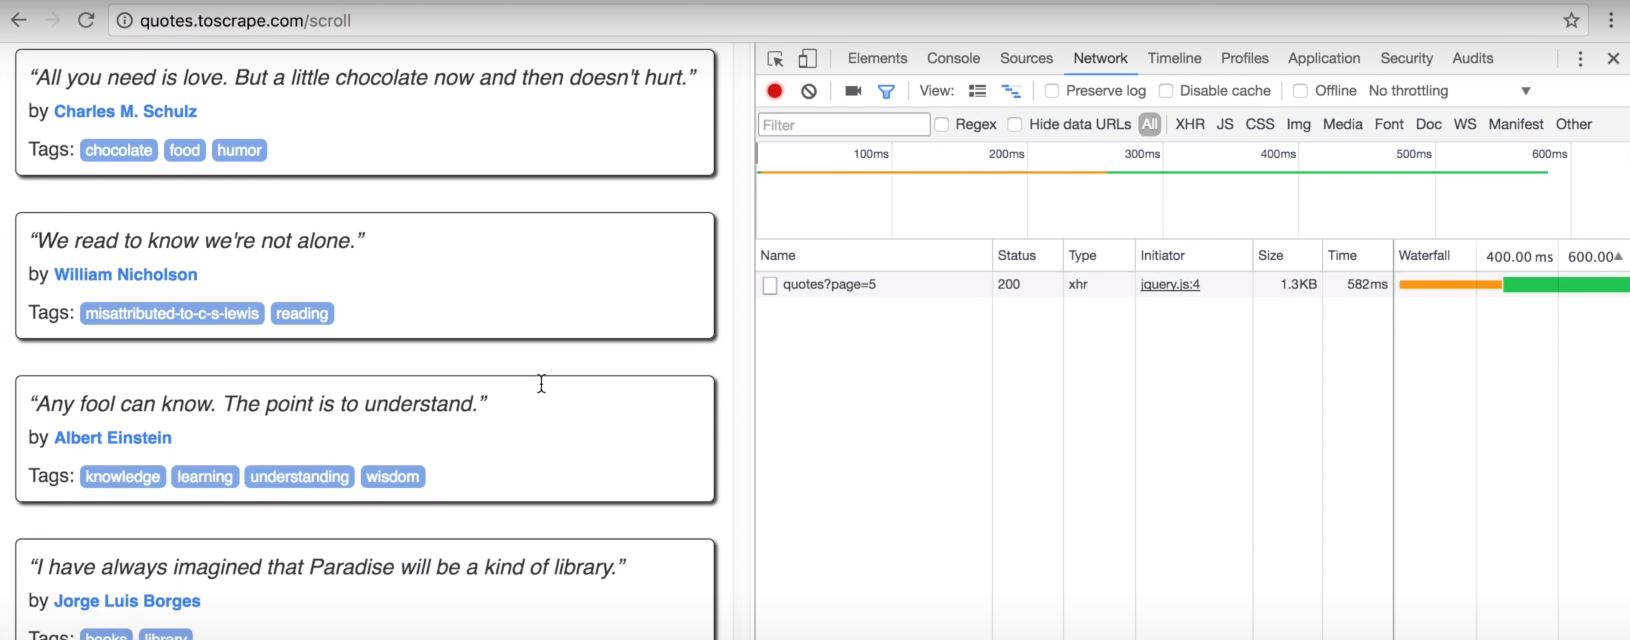 quotes.toscrape.com/scroll
“All you need is love. But a little chocolate now and then doesn't hurt.”
by Charles M. Schulz
Tags: chocolate food humor
“We read to know we're not alone.”
by William Nicholson
Tags: misattributed-to-c-s-lewis reading
“Any fool can know. The point is to understand.”
by Albert Einstein
Tags: knowledge learning understanding wisdom
“I have always imagined that Paradise will be a kind of library.”
by Jorge Luis Borges
Tags: books library
Elements Console Sources Network Timeline Profiles Application Security Audits
View: Preserve log Disable cache Offline No throttling
Filter Regex Hide data URLs All XHR JS CSS Img Media Font Doc WS Manifest Other
100ms 200ms 300ms 400ms 500ms 600ms
Name Status Type Initiator Size Time Waterfall 400.00 ms 600.00
quotes?page=5 200 xhr jquery.js:4 1.3KB 582ms